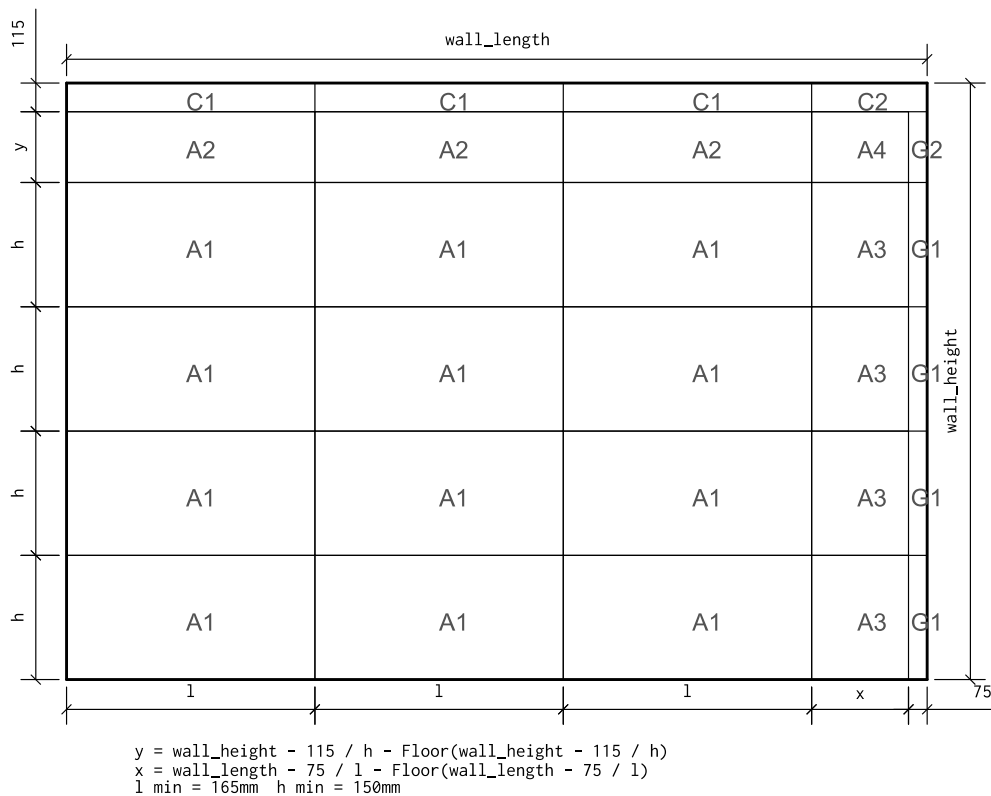 115
wall_length
C1 C1 C1 C2
y A2 A2 A2 A4 G2
h A1 A1 A1 A3 G1
wall_height
h A1 A1 A1 A3 G1
h A1 A1 A1 A3 G1
h A1 A1 A1 A3 G1
l l l x 75
y = wall_height - 115 / h - Floor(wall_height - 115 / h)
x = wall_length - 75 / l - Floor(wall_length - 75 / l)
l min = 165mm h min = 150mm